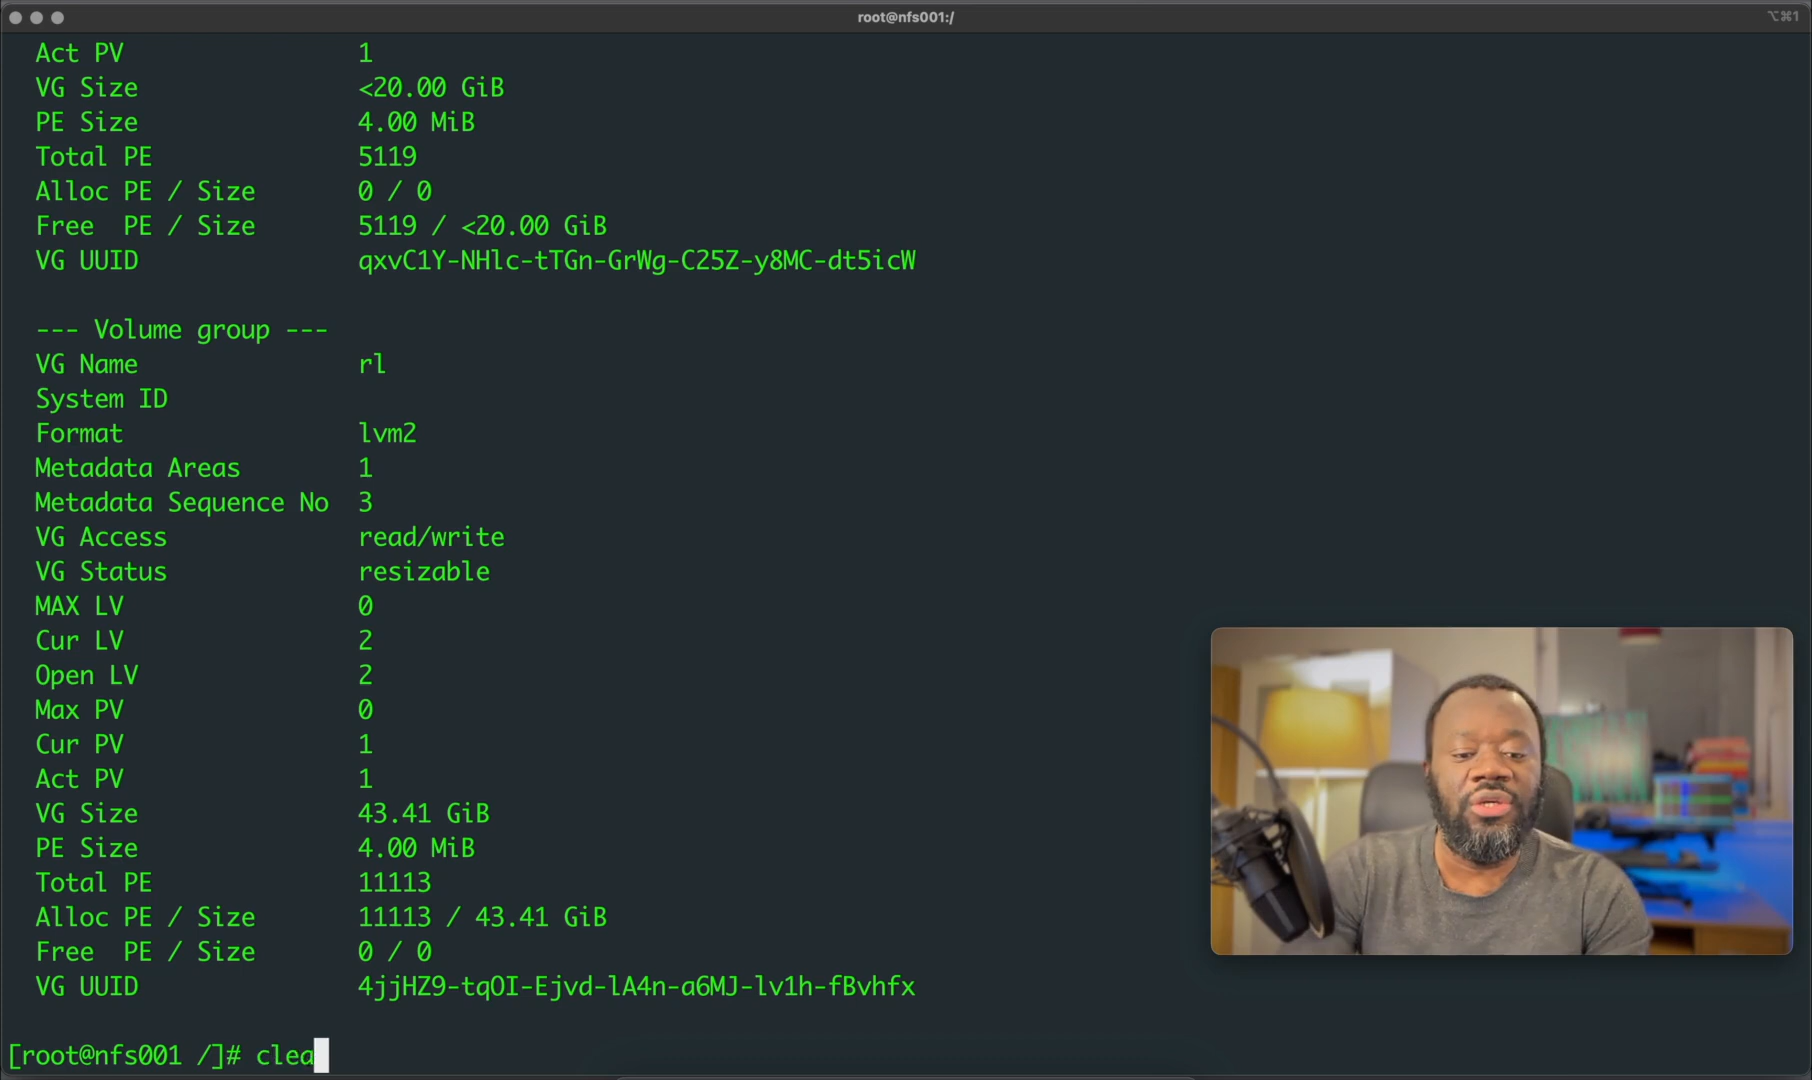 root@nfs001:/
⌥⌘1
Act PV 1
VG Size <20.00 GiB
PE Size 4.00 MiB
Total PE 5119
Alloc PE / Size 0 / 0
Free  PE / Size 5119 / <20.00 GiB
VG UUID qxvC1Y-NHlc-tTGn-GrWg-C25Z-y8MC-dt5icW
--- Volume group ---
VG Name rl
System ID
Format lvm2
Metadata Areas 1
Metadata Sequence No 3
VG Access read/write
VG Status resizable
MAX LV 0
Cur LV 2
Open LV 2
Max PV 0
Cur PV 1
Act PV 1
VG Size 43.41 GiB
PE Size 4.00 MiB
Total PE 11113
Alloc PE / Size 11113 / 43.41 GiB
Free  PE / Size 0 / 0
VG UUID 4jjHZ9-tqOI-Ejvd-lA4n-a6MJ-lv1h-fBvhfx
[root@nfs001 /]# clea